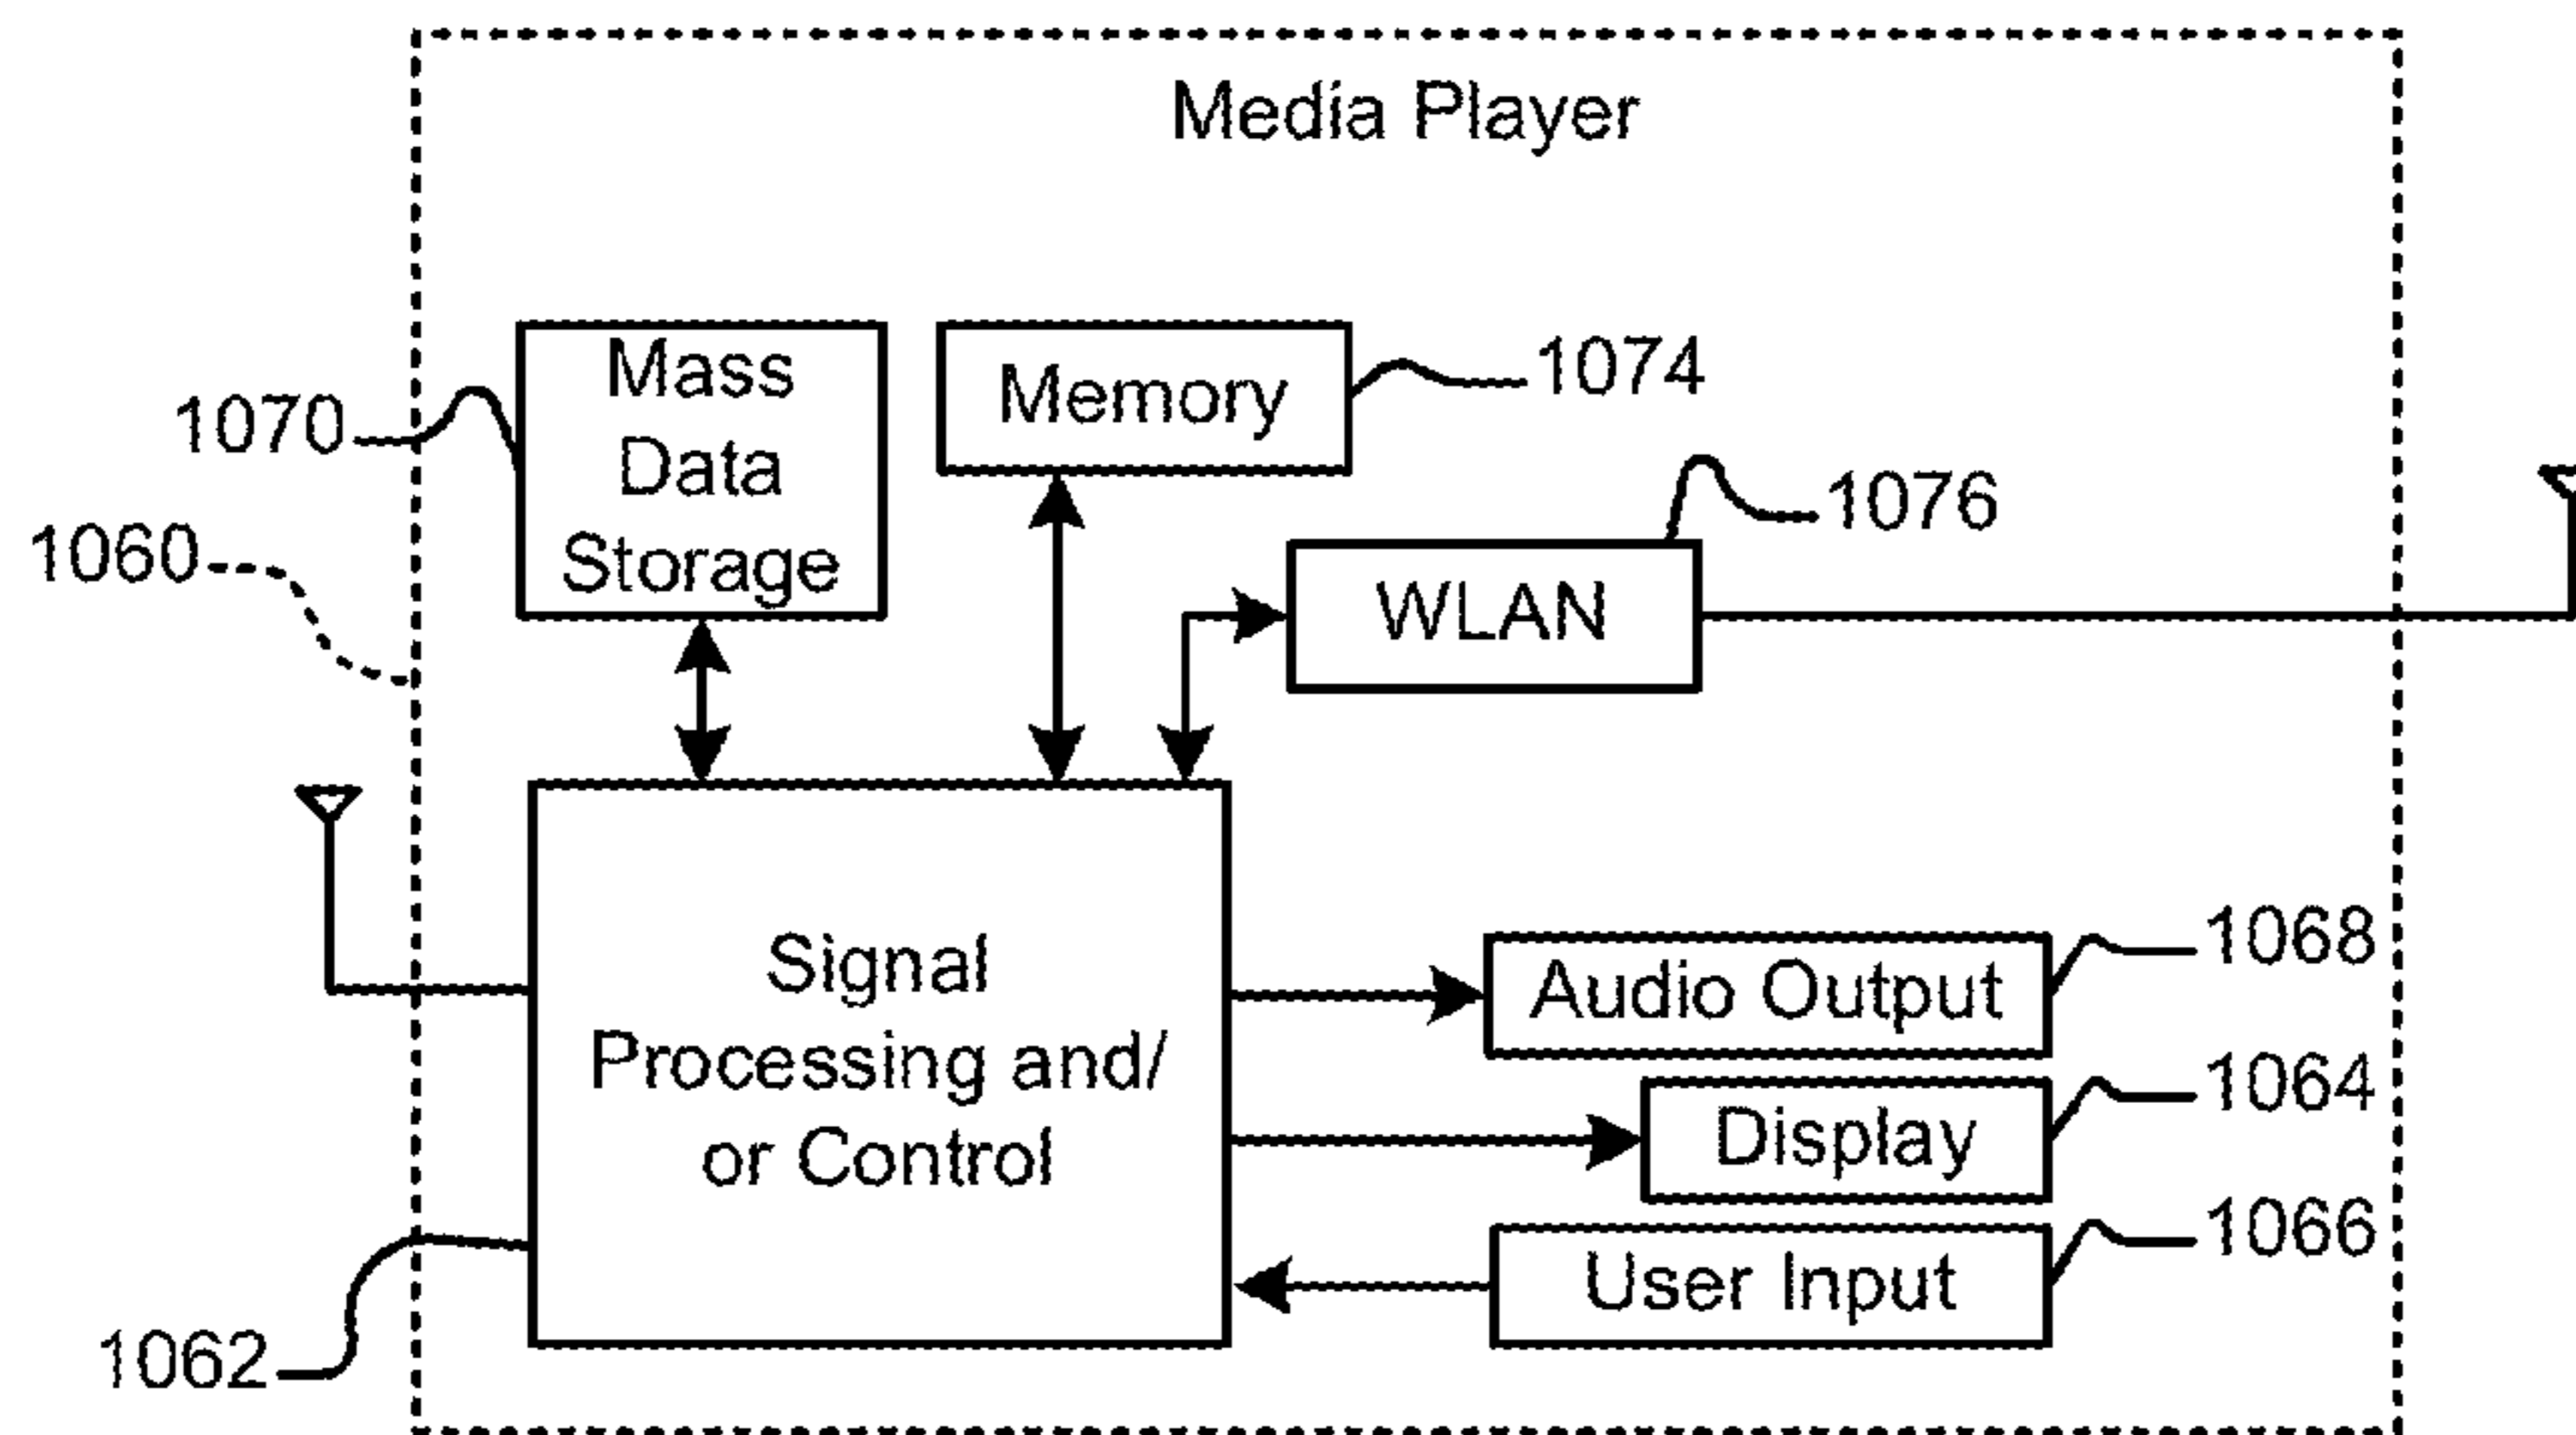 Media Player
Mass
Data
Storage
Memory
1074
1070
1076
1060
WLAN
Signal
Processing and/
or Control
Audio Output
1068
Display
1064
User Input
1066
1062